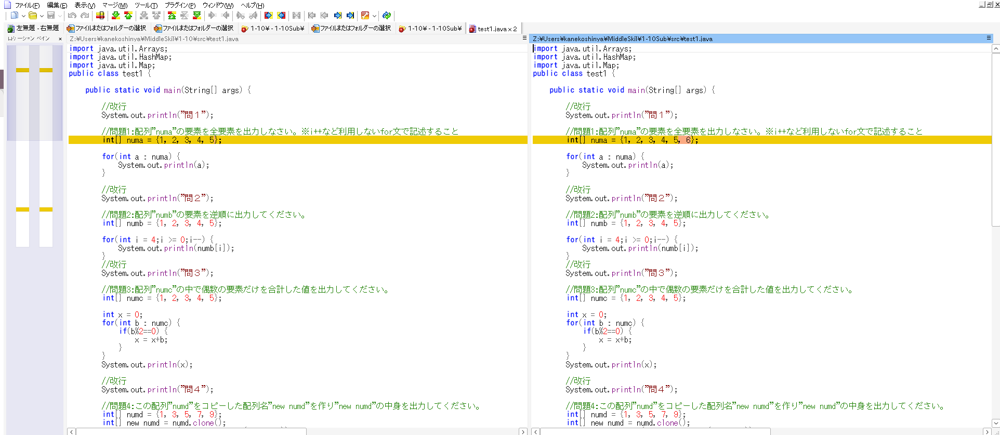 ファイル(F) 編集(E) 表示(V) マージ(M) ツール(T) プラグイン(P) ウィンドウ(W) ヘルプ(H)
左無題 - 右無題 ファイルまたはフォルダーの選択 ファイルまたはフォルダーの選択 1-10¥ - 1-10Sub¥ ファイルまたはフォルダーの選択 1-10¥ - 1-10Sub¥ test1.java x 2
ロケーション ペイン ×
Z:¥Users¥kanekoshinya¥MiddleSkil¥1-10¥src¥test1.java
import java.util.Arrays;
import java.util.HashMap;
import java.util.Map;
public class test1 {
public static void main(String[] args) {
//改行
System.out.println("問１");
//問題1:配列"numa"の要素を全要素を出力しなさい。※i++など利用しないfor文で記述すること
int[] numa = {1, 2, 3, 4, 5};
for(int a : numa) {
System.out.println(a);
}
//改行
System.out.println("問２");
//問題2:配列"numb"の要素を逆順に出力してください。
int[] numb = {1, 2, 3, 4, 5};
for(int i = 4;i >= 0;i--) {
System.out.println(numb[i]);
}
//改行
System.out.println("問３");
//問題3:配列"numc"の中で偶数の要素だけを合計した値を出力してください。
int[] numc = {1, 2, 3, 4, 5};
int x = 0;
for(int b : numc) {
if(b%2==0) {
x = x+b;
}
}
System.out.println(x);
//改行
System.out.println("問４");
//問題4:この配列"numd"をコピーした配列名"new numd"を作り"new numd"の中身を出力してください。
int[] numd = {1, 3, 5, 7, 9};
int[] new numd = numd.clone();
Z:¥Users¥kanekoshinya¥MiddleSkil¥1-10Sub¥src¥test1.java
import java.util.Arrays;
import java.util.HashMap;
import java.util.Map;
public class test1 {
public static void main(String[] args) {
//改行
System.out.println("問１");
//問題1:配列"numa"の要素を全要素を出力しなさい。※i++など利用しないfor文で記述すること
int[] numa = {1, 2, 3, 4, 5, 6};
for(int a : numa) {
System.out.println(a);
}
//改行
System.out.println("問２");
//問題2:配列"numb"の要素を逆順に出力してください。
int[] numb = {1, 2, 3, 4, 5};
for(int i = 4;i >= 0;i--) {
System.out.println(numb[i]);
}
//改行
System.out.println("問３");
//問題3:配列"numc"の中で偶数の要素だけを合計した値を出力してください。
int[] numc = {1, 2, 3, 4, 5};
int x = 0;
for(int b : numc) {
if(b%2==0) {
x = x+b;
}
}
System.out.println(x);
//改行
System.out.println("問４");
//問題4:この配列"numd"をコピーした配列名"new numd"を作り"new numd"の中身を出力してください。
int[] numd = {1, 3, 5, 7, 9};
int[] new numd = numd.clone();